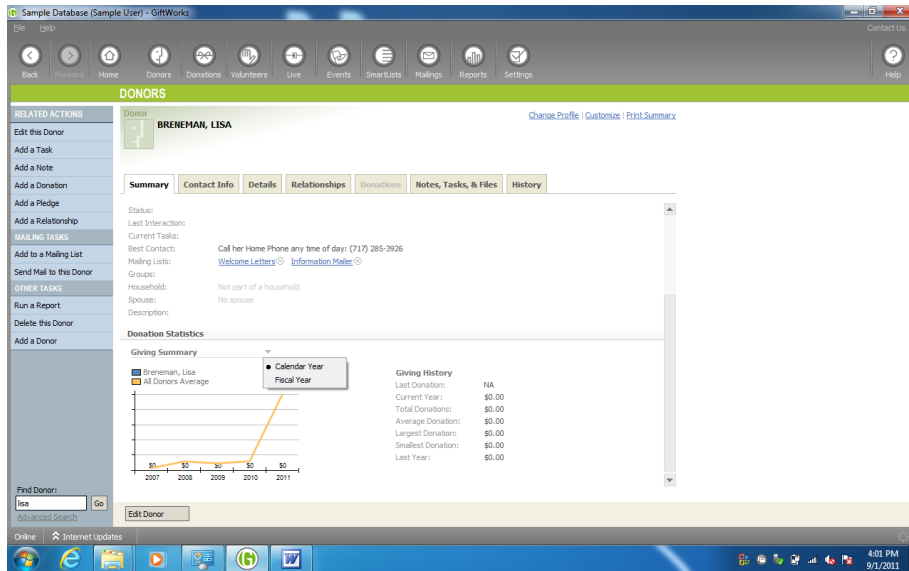 Sample Database (Sample User) - GiftWorks
File Help Contact Us.
Back Forward Home Donors Donations Volunteers Live Events SmartLists Mailings Reports Settings Help
DONORS
RELATED ACTIONS
Edit this Donor
Add a Task
Add a Note
Add a Donation
Add a Pledge
Add a Relationship
MAILING TASKS
Add to a Mailing List
Send Mail to this Donor
OTHER TASKS
Run a Report
Delete this Donor
Add a Donor
Find Donor:
lisa Go
Advanced Search
Donor
BRENEMAN, LISA
Change Profile | Customize | Print Summary
Summary Contact Info Details Relationships Donations Notes, Tasks, & Files History
Status:
Last Interaction:
Current Tasks:
Best Contact: Call her Home Phone any time of day: (717) 285-3926
Mailing Lists: Welcome Letters Information Mailer
Groups:
Household: Not part of a household
Spouse: No spouse
Description:
Donation Statistics
Giving Summary
Calendar Year
Fiscal Year
Breneman, Lisa
All Donors Average
$0 $0 $0 $0 $0
2007 2008 2009 2010 2011
Giving History
Last Donation: NA
Current Year: $0.00
Total Donations: $0.00
Average Donation: $0.00
Largest Donation: $0.00
Smallest Donation: $0.00
Last Year: $0.00
Edit Donor
Online Internet Updates
4:01 PM
9/1/2011